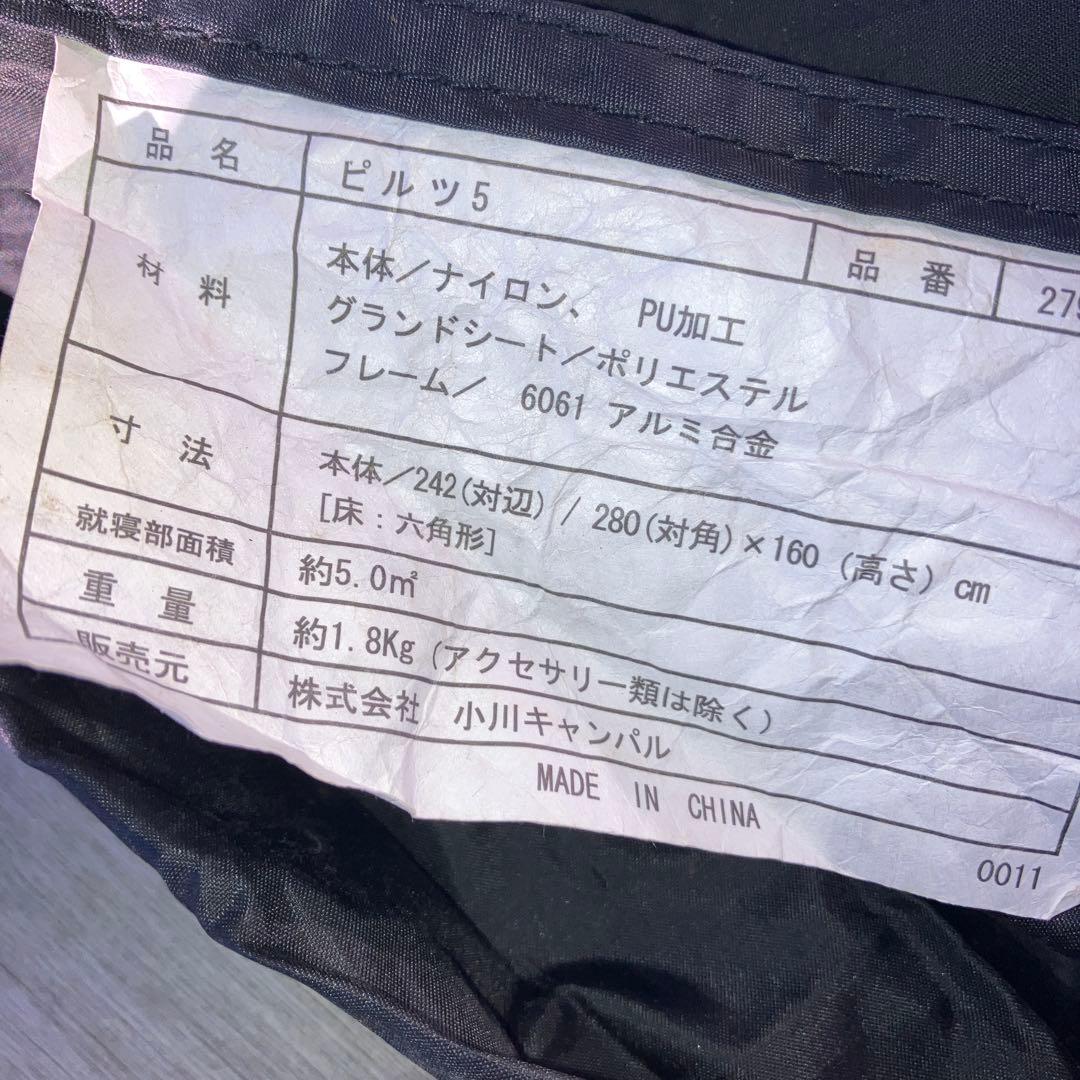 品名 ピルツ5 品番
材料 本体/ナイロン、 PU加工
グランドシート/ポリエステル
フレーム/ 6061 アルミ合金
寸法 本体/242(対辺) / 280(対角)×160 (高さ) cm
[床:六角形]
就寝部面積 約5.0㎡
重量 約1.8Kg (アクセサリー類は除く)
販売元 株式会社 小川キャンパル
MADE IN CHINA
0011